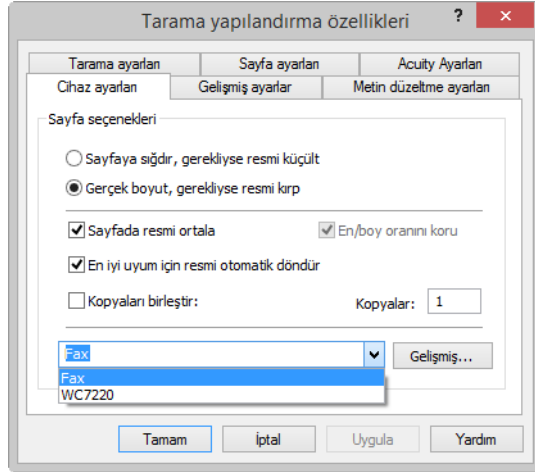 Tarama yapılandırma özellikleri ?
Tarama ayarları Sayfa ayarları Acuity Ayarları
Cihaz ayarları Gelişmiş ayarlar Metin düzeltme ayarları
Sayfa seçenekleri
Sayfaya sığdır, gerekliyse resmi küçült
Gerçek boyut, gerekliyse resmi kırp
Sayfada resmi ortala En/boy oranını koru
En iyi uyum için resmi otomatik döndür
Kopyaları birleştir: Kopyalar: 1
Fax Gelişmiş...
Fax
WC7220
Tamam İptal Uygula Yardım